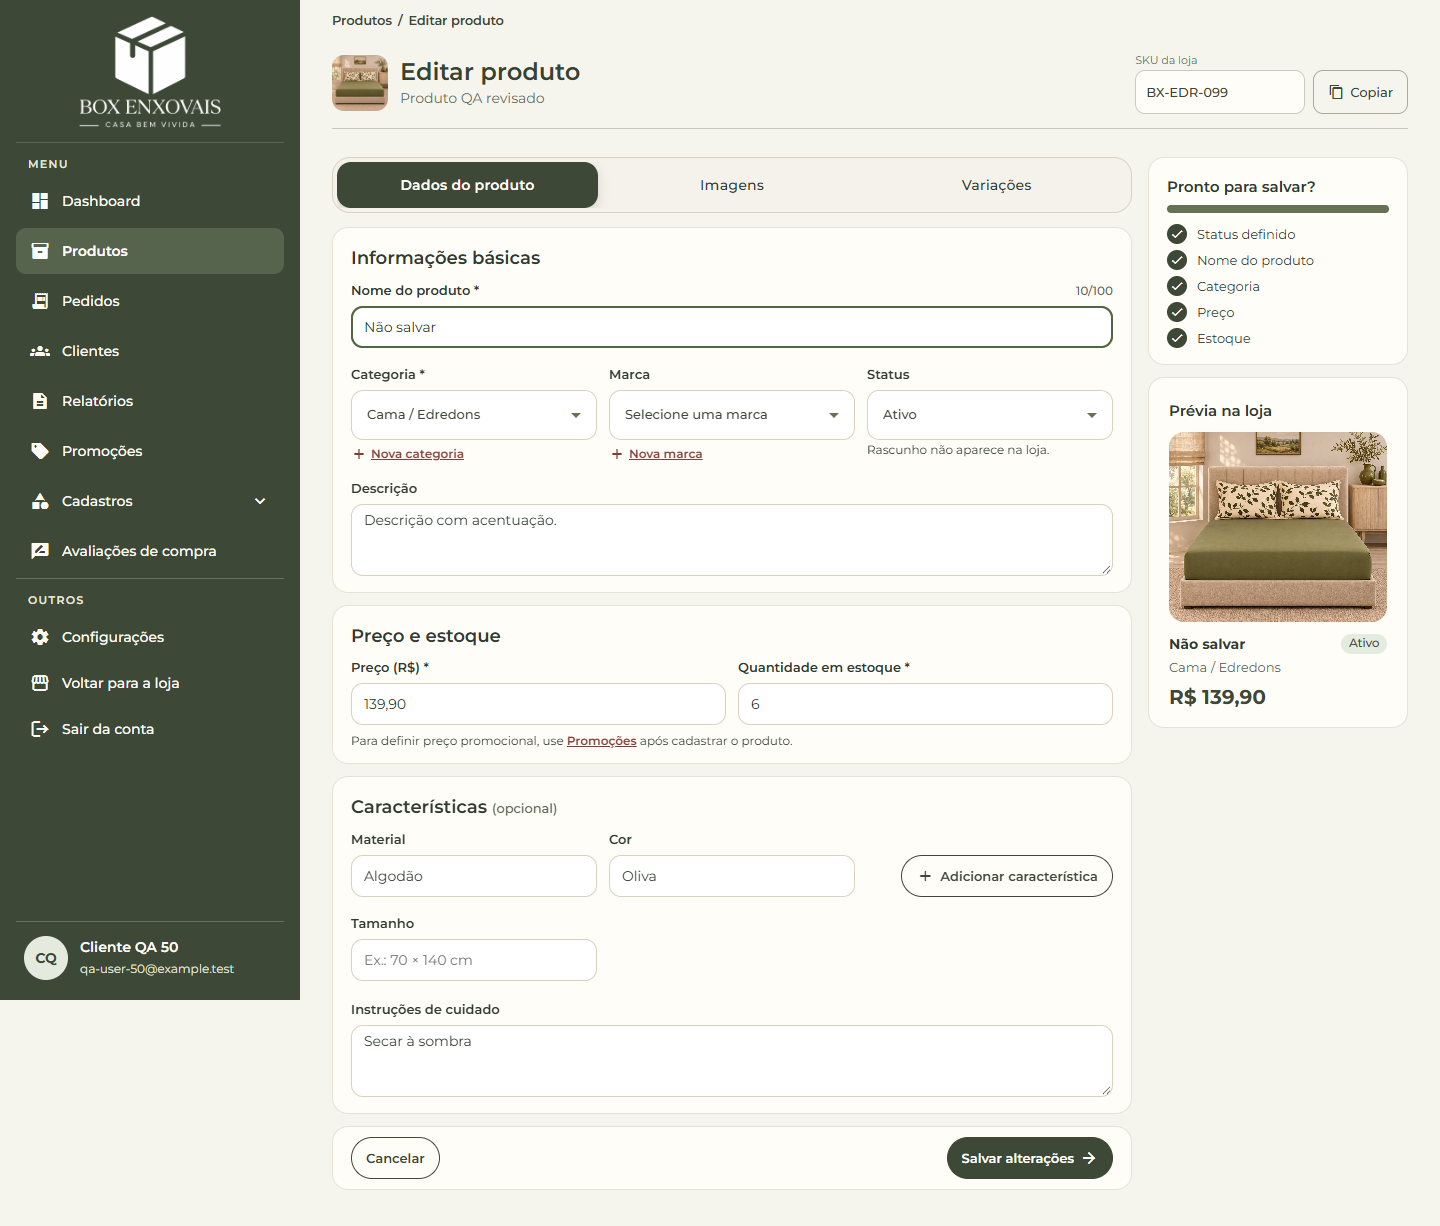 BOX ENXOVAIS
CASA BEM VIVIDA
MENU
Dashboard
Produtos
Pedidos
Clientes
Relatórios
Promoções
Cadastros
Avaliações de compra
OUTROS
Configurações
Voltar para a loja
Sair da conta
CQ
Cliente QA 50
qa-user-50@example.test
Produtos / Editar produto
Editar produto
Produto QA revisado
SKU da loja
BX-EDR-099
Copiar
Dados do produto
Imagens
Variações
Informações básicas
Nome do produto *
10/100
Não salvar
Categoria *
Marca
Status
Cama / Edredons
Selecione uma marca
Ativo
+ Nova categoria
+ Nova marca
Rascunho não aparece na loja.
Descrição
Descrição com acentuação.
Preço e estoque
Preço (R$) *
Quantidade em estoque *
139,90
6
Para definir preço promocional, use Promoções após cadastrar o produto.
Características (opcional)
Material
Cor
Algodão
Oliva
+ Adicionar característica
Tamanho
Ex.: 70 × 140 cm
Instruções de cuidado
Secar à sombra
Cancelar
Salvar alterações →
Pronto para salvar?
Status definido
Nome do produto
Categoria
Preço
Estoque
Prévia na loja
Não salvar
Ativo
Cama / Edredons
R$ 139,90